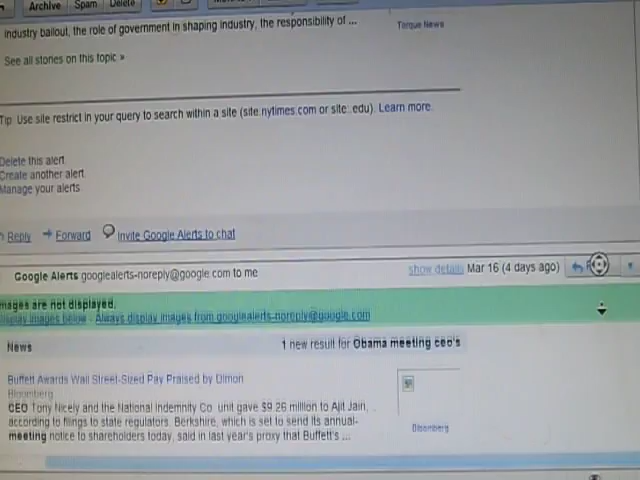 Archive Spam Delete
industry bailout, the role of government in shaping industry, the responsibility of ...
Torque News
See all stories on this topic »
Tip: Use site restrict in your query to search within a site (site:nytimes.com or site:.edu). Learn more.
Delete this alert.
Create another alert.
Manage your alerts.
Reply Forward Invite Google Alerts to chat
Google Alerts googlealerts-noreply@google.com to me show details Mar 16 (4 days ago)
mages are not displayed.
Display images below - Always display images from googlealerts-noreply@google.com
News 1 new result for Obama meeting ceo's
Buffett Awards Wall Street-Sized Pay Praised by Dimon
Bloomberg
CEO Tony Nicely and the National Indemnity Co. unit gave $9.26 million to Ajit Jain,
according to filings to state regulators. Berkshire, which is set to send its annual-
meeting notice to shareholders today, said in last year's proxy that Buffett's ...
Bloomberg